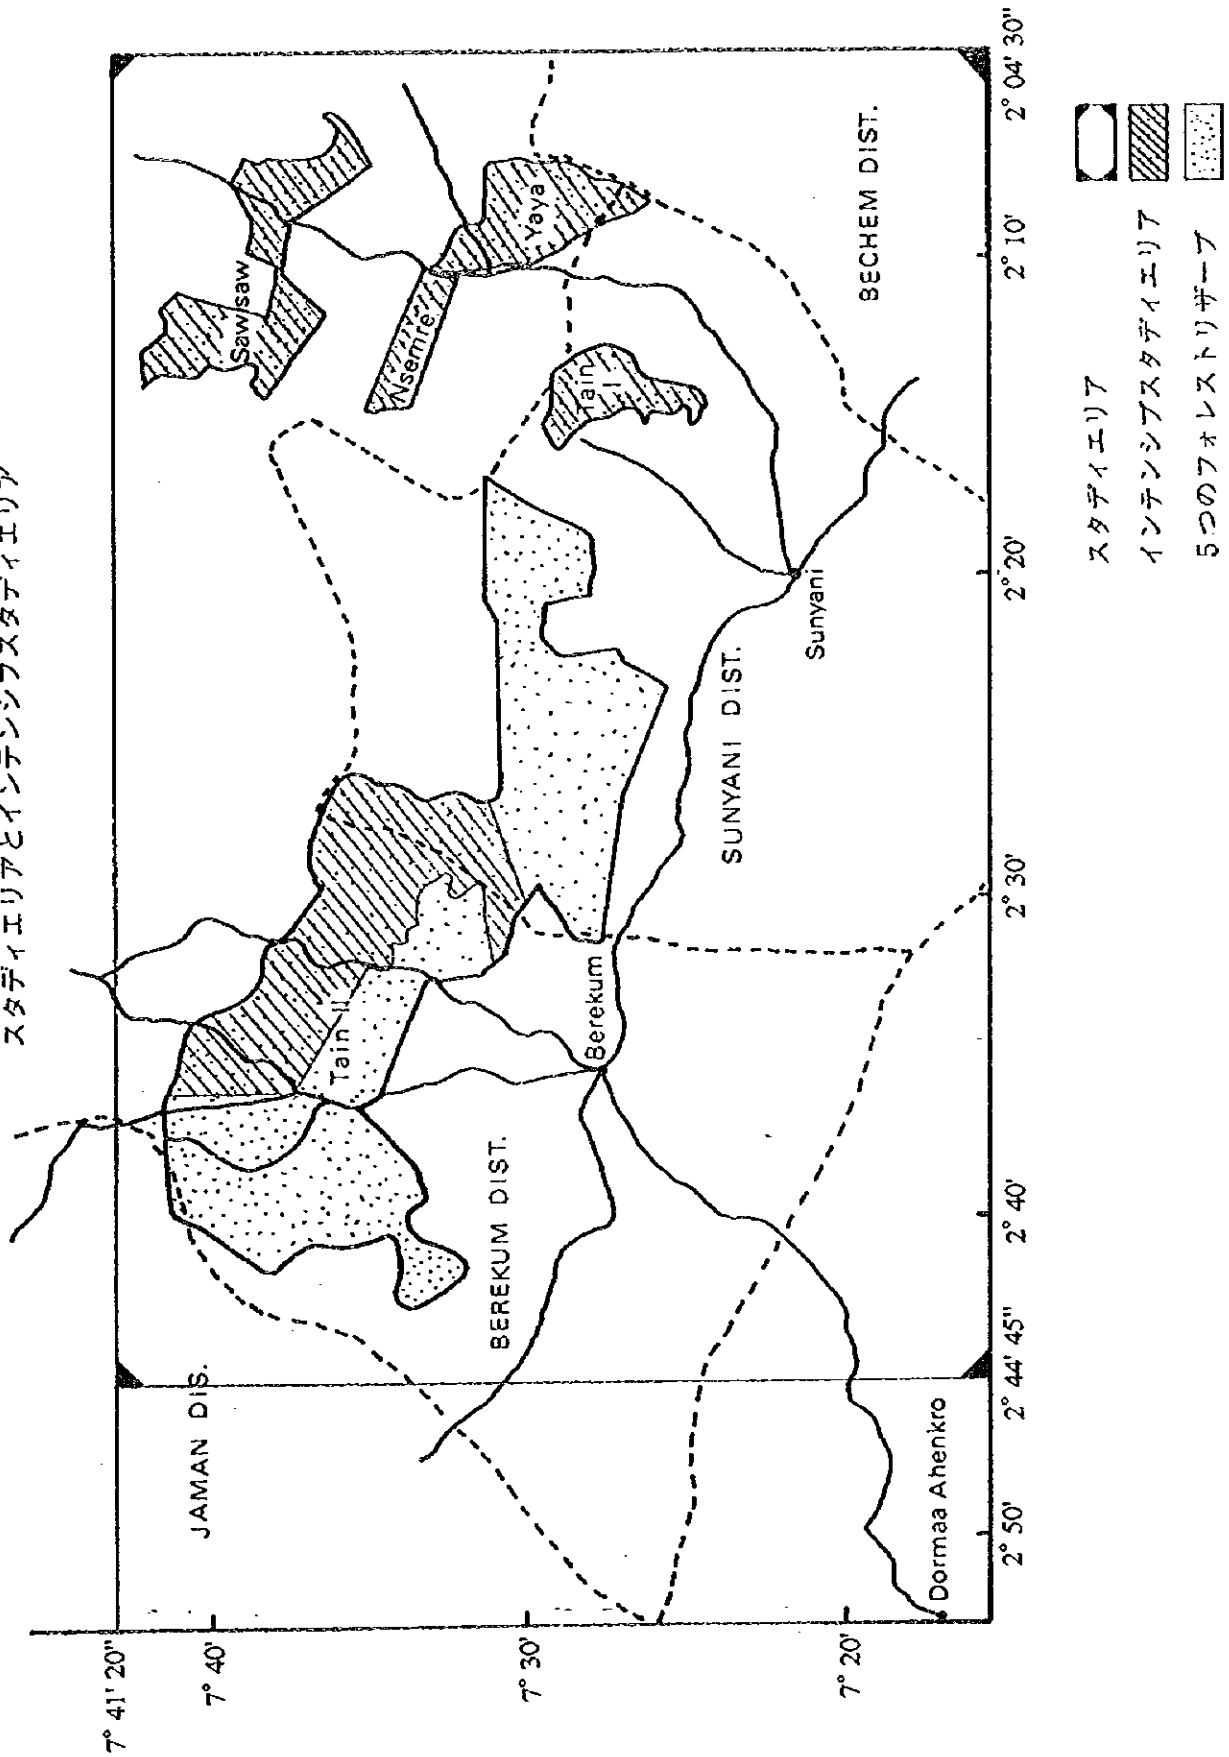 スタディエリアとインテンシブスタディエリア
7° 41' 20"
7° 40'
7° 30'
7° 20'
JAMAN DIS.
BEREKUM DIST.
SUNYANI DIST.
BECHEM DIST.
Tain II
Sawsaw
Nsemre
Yaya
Tain I
Berekum
Sunyani
Dormaa Ahenkro
2° 50'
2° 44' 45"
2° 40'
2° 30'
2° 20'
2° 10'
2° 04' 30"
スタディエリア
インテンシブスタディエリア
5つのフォレストリザーブ